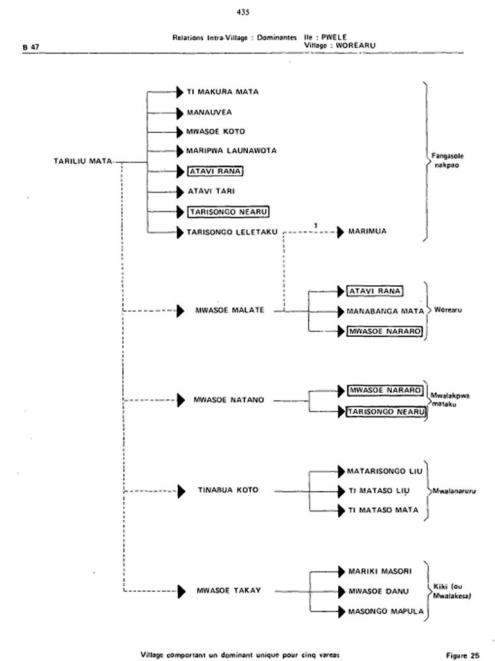 435
Relations Intra-Village : Dominantes Ile : PWELE
B 47 Village : WOREARU
TI MAKURA MATA
MANAUVEA
MWASOE KOTO
MARIPWA LAUNAWOTA
TARILIU MATA
Fangasole
nakpao
ATAVI RANA
ATAVI TARI
TARISONGO NEARU
TARISONGO LELETAKU
1
MARIMUA
ATAVI RANA
MWASOE MALATE MANABANGA MATA Worearu
MWASOE NARARO
MWASOE NARARO
MWASOE NATANO
Mwalakpwa
mataku
TARISONGO NEARU
MATARISONGO LIU
TINABUA KOTO TI MATASO LIU Mwalanaruru
TI MATASO MATA
MARIKI MASORI
MWASOE TAKAY MWASOE DANU
Kiki (ou
Mwalakesa)
MASONGO MAPULA
Village comportant un dominant unique pour cinq vareas Figure 25